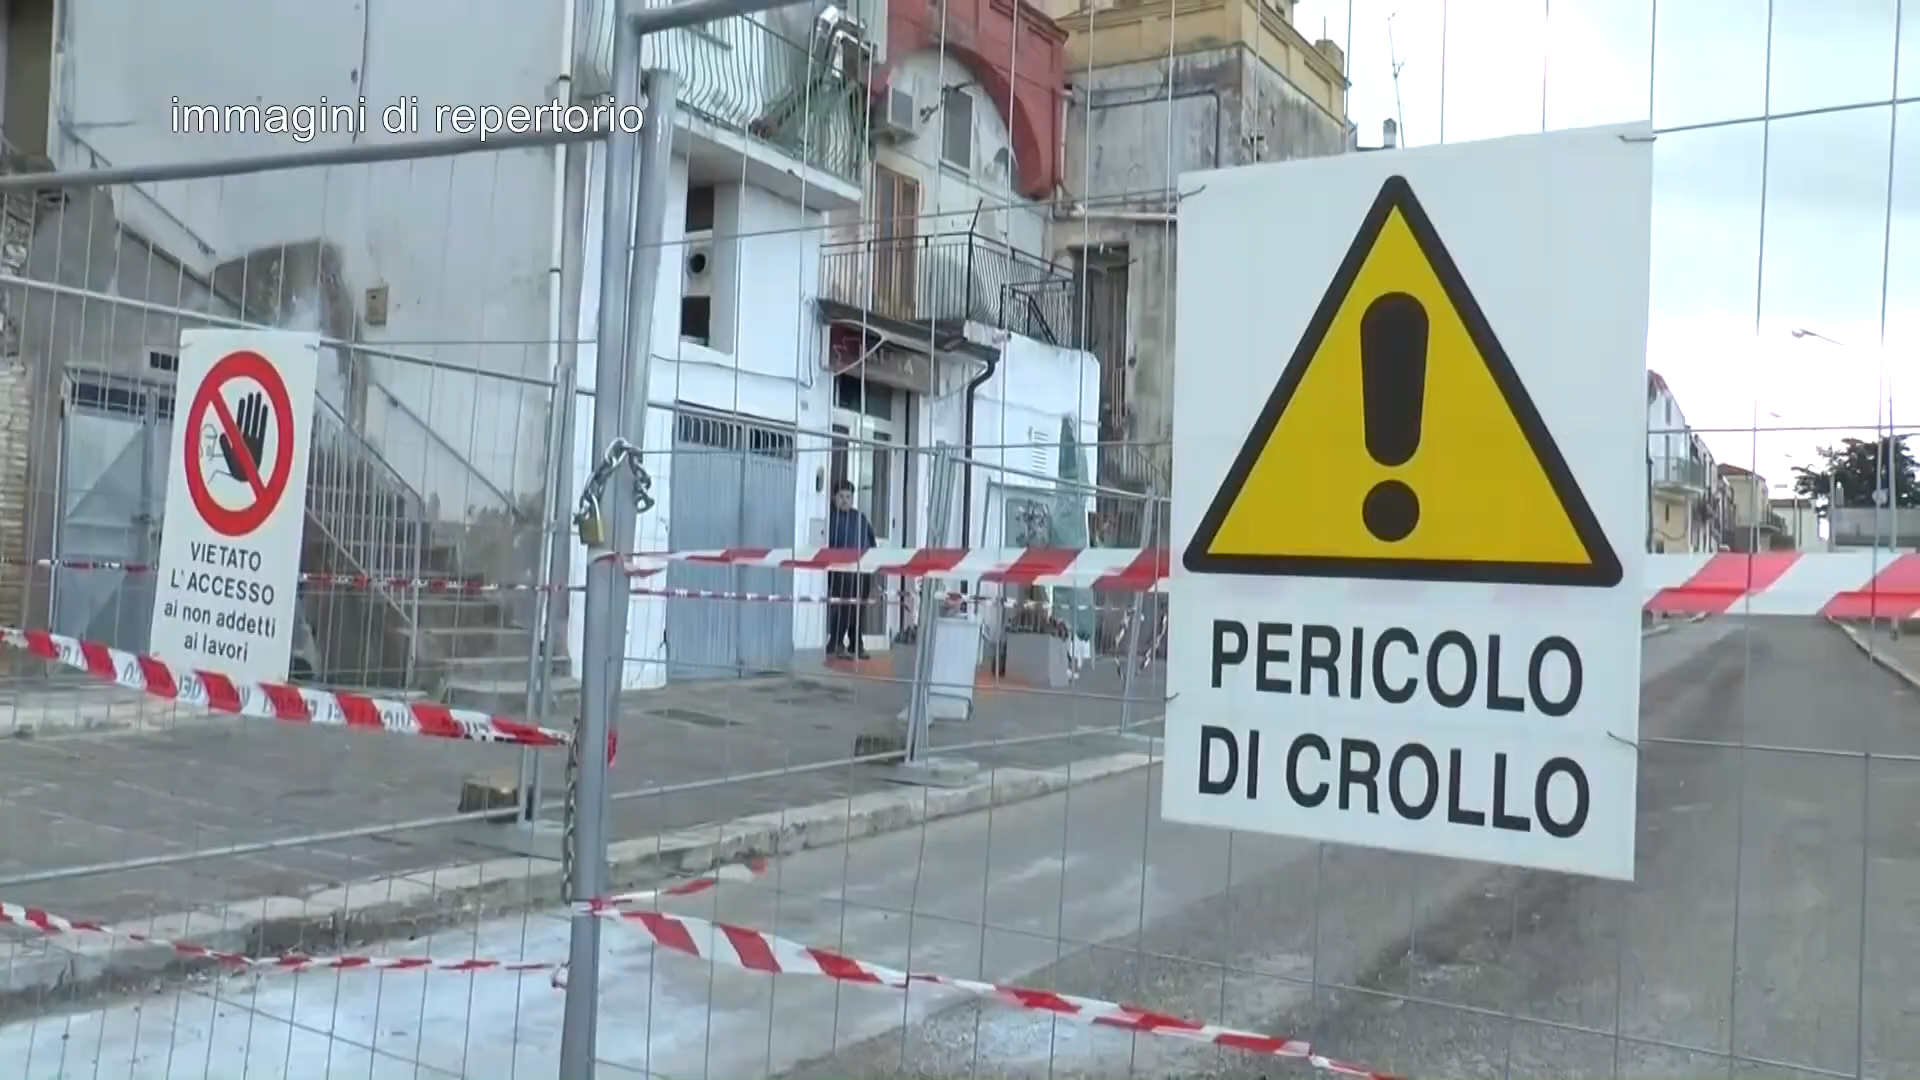 immagini di repertorio
VIETATO
L'ACCESSO
ai non addetti
ai lavori
PERICOLO
DI CROLLO